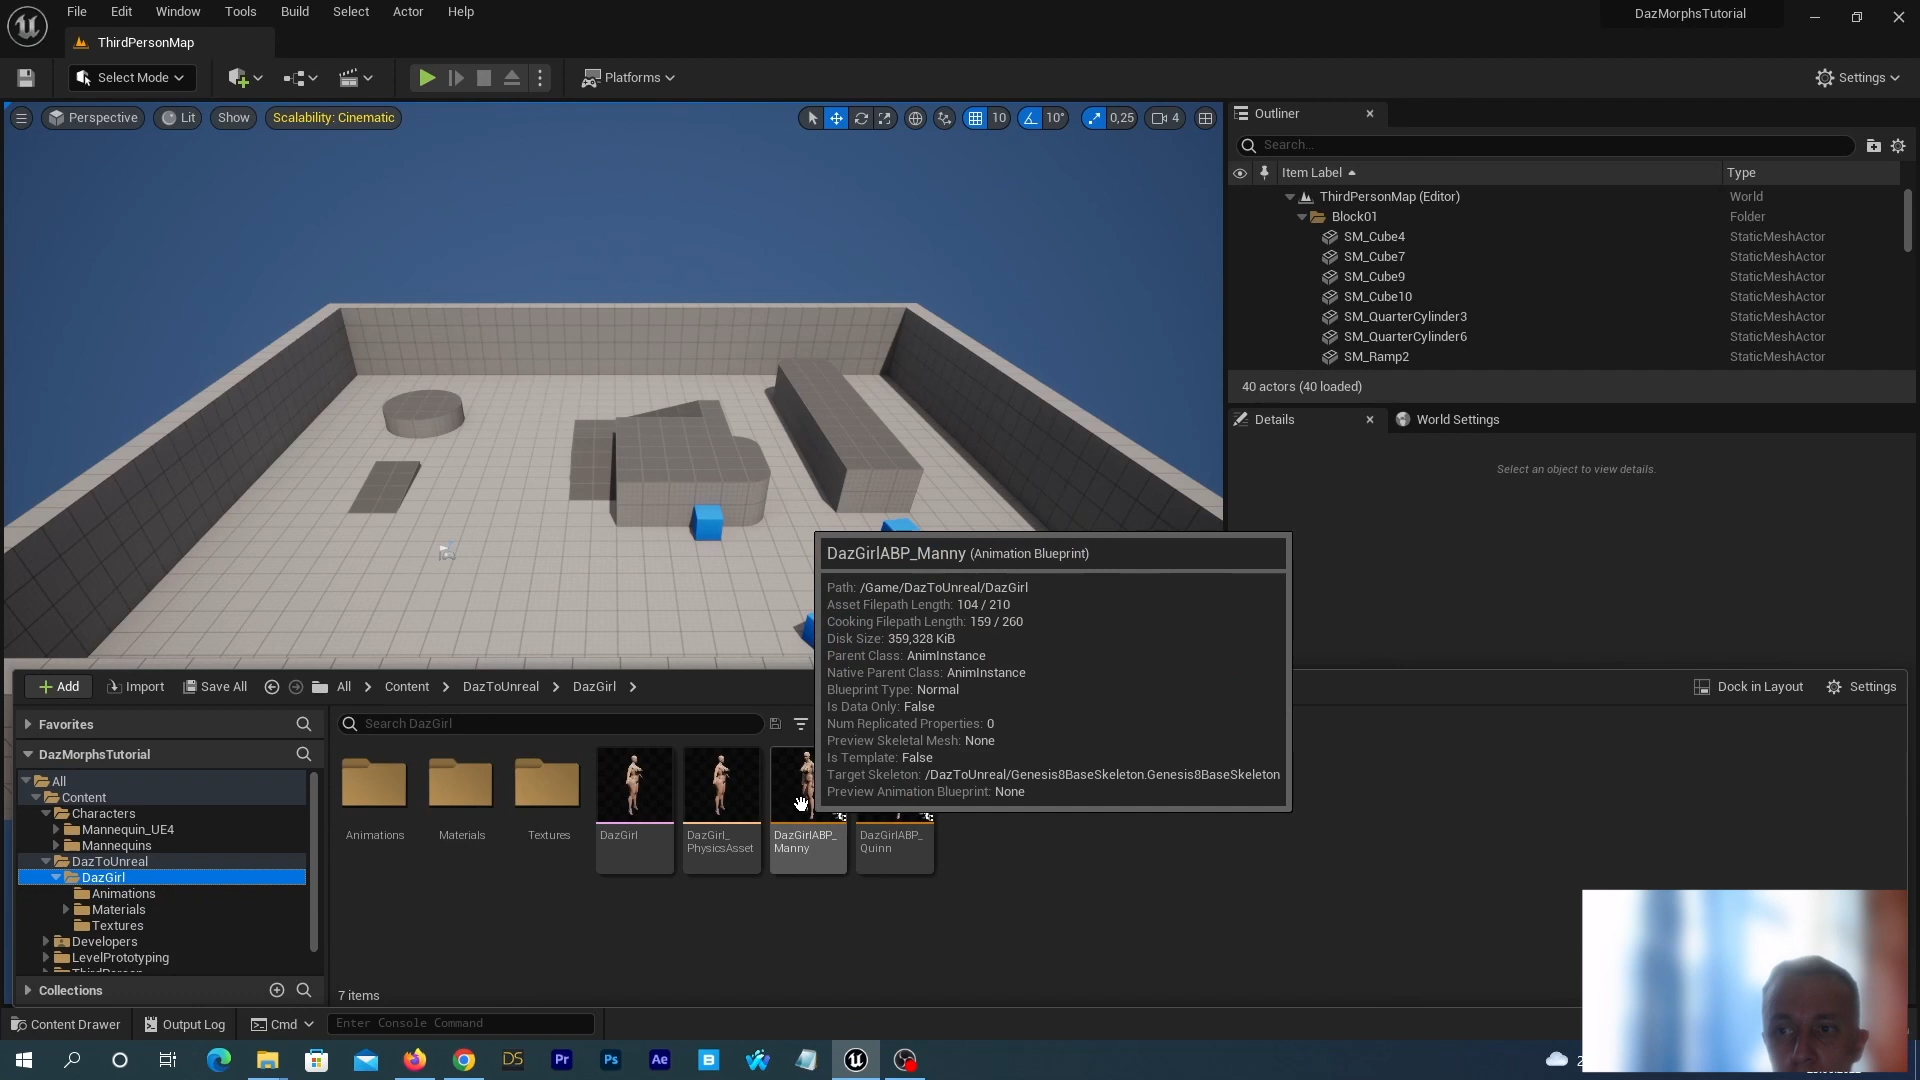 File Edit Window Tools Build Select Actor Help
DazMorphsTutorial
ThirdPersonMap
Select Mode
Platforms
Settings
Perspective Lit Show Scalability: Cinematic
10 10° 0,25 4
Outliner
Search...
Item Label Type
ThirdPersonMap (Editor) World
Block01 Folder
SM_Cube4 StaticMeshActor
SM_Cube7 StaticMeshActor
SM_Cube9 StaticMeshActor
SM_Cube10 StaticMeshActor
SM_QuarterCylinder3 StaticMeshActor
SM_QuarterCylinder6 StaticMeshActor
SM_Ramp2 StaticMeshActor
40 actors (40 loaded)
Details World Settings
Select an object to view details.
DazGirlABP_Manny (Animation Blueprint)
Path: /Game/DazToUnreal/DazGirl
Asset Filepath Length: 104 / 210
Cooking Filepath Length: 159 / 260
Disk Size: 359,328 KiB
Parent Class: AnimInstance
Native Parent Class: AnimInstance
Blueprint Type: Normal
Is Data Only: False
Num Replicated Properties: 0
Preview Skeletal Mesh: None
Is Template: False
Target Skeleton: /DazToUnreal/Genesis8BaseSkeleton.Genesis8BaseSkeleton
Preview Animation Blueprint: None
Add Import Save All All Content DazToUnreal DazGirl
Dock in Layout Settings
Favorites
Search DazGirl
DazMorphsTutorial
All
Content
Characters
Mannequin_UE4
Mannequins
DazToUnreal
DazGirl
Animations
Materials
Textures
Developers
LevelPrototyping
ThirdPerson
Collections
Animations
Materials
Textures
DazGirl
DazGirl_
PhysicsAsset
DazGirlABP_
Manny
DazGirlABP_
Quinn
7 items
Content Drawer Output Log Cmd Enter Console Command
DS Pr Ps Ae B